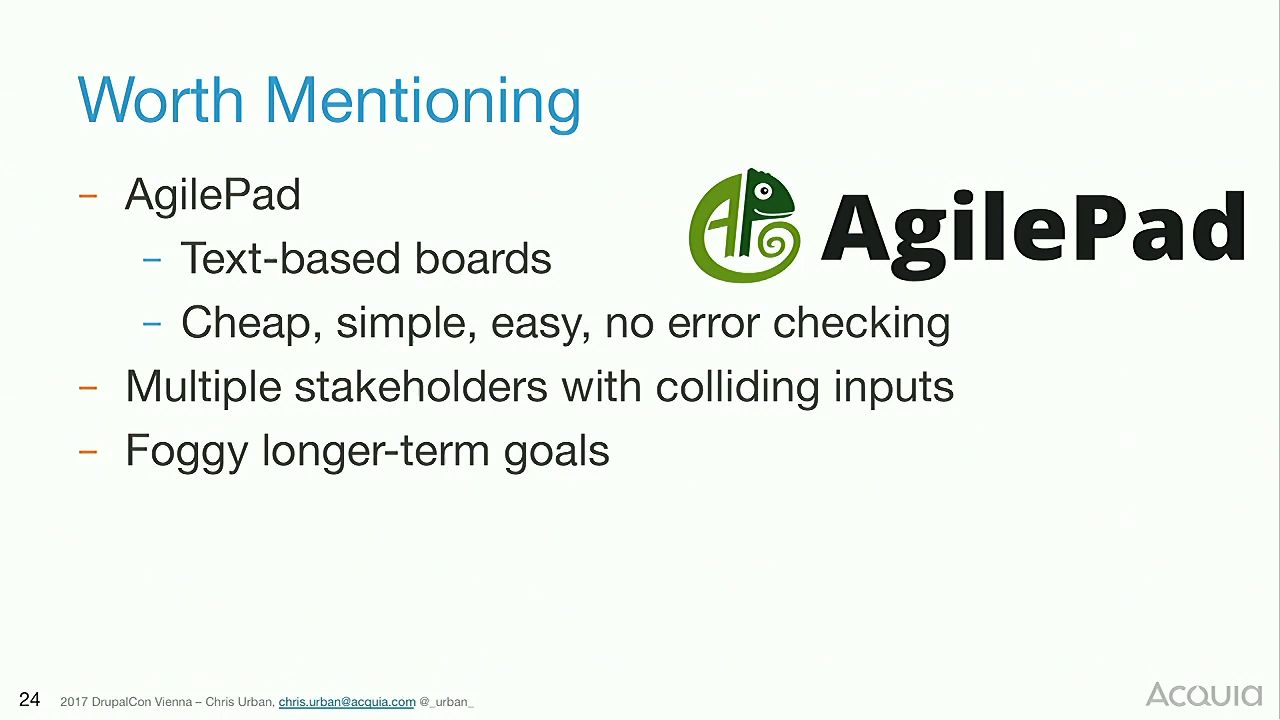 Worth Mentioning
– AgilePad
– Text-based boards
– Cheap, simple, easy, no error checking
– Multiple stakeholders with colliding inputs
– Foggy longer-term goals
AgilePad
24 2017 DrupalCon Vienna – Chris Urban, chris.urban@acquia.com @_urban_
Acquia